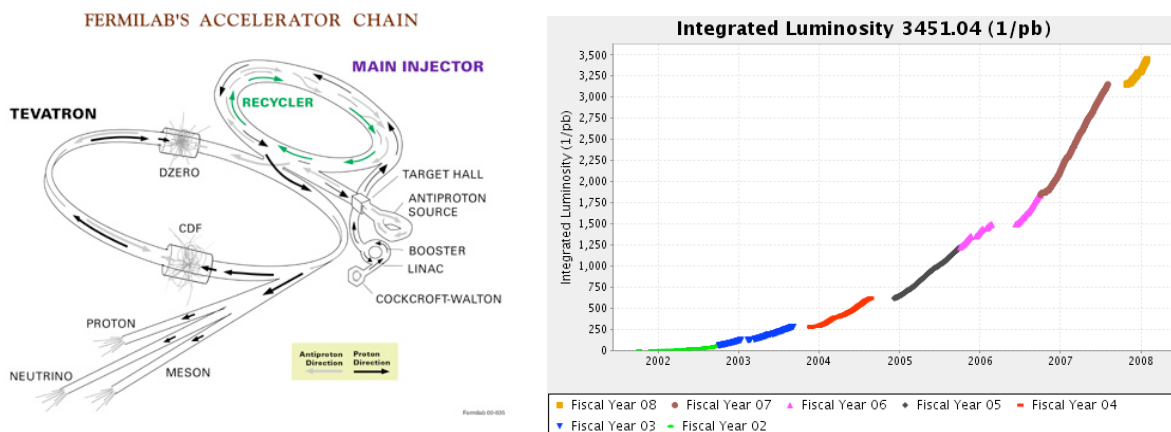 FERMILAB'S ACCELERATOR CHAIN
MAIN INJECTOR
RECYCLER
TEVATRON
DZERO
TARGET HALL
ANTIPROTON
SOURCE
CDF
BOOSTER
LINAC
COCKCROFT-WALTON
PROTON
NEUTRINO
MESON
Antiproton
Direction
Proton
Direction
Fermilab 00-635
Integrated Luminosity 3451.04 (1/pb)
Integrated Luminosity (1/pb)
3,500
3,250
3,000
2,750
2,500
2,250
2,000
1,750
1,500
1,250
1,000
750
500
250
0
2002 2003 2004 2005 2006 2007 2008
Fiscal Year 08 Fiscal Year 07 Fiscal Year 06 Fiscal Year 05 Fiscal Year 04
Fiscal Year 03 Fiscal Year 02